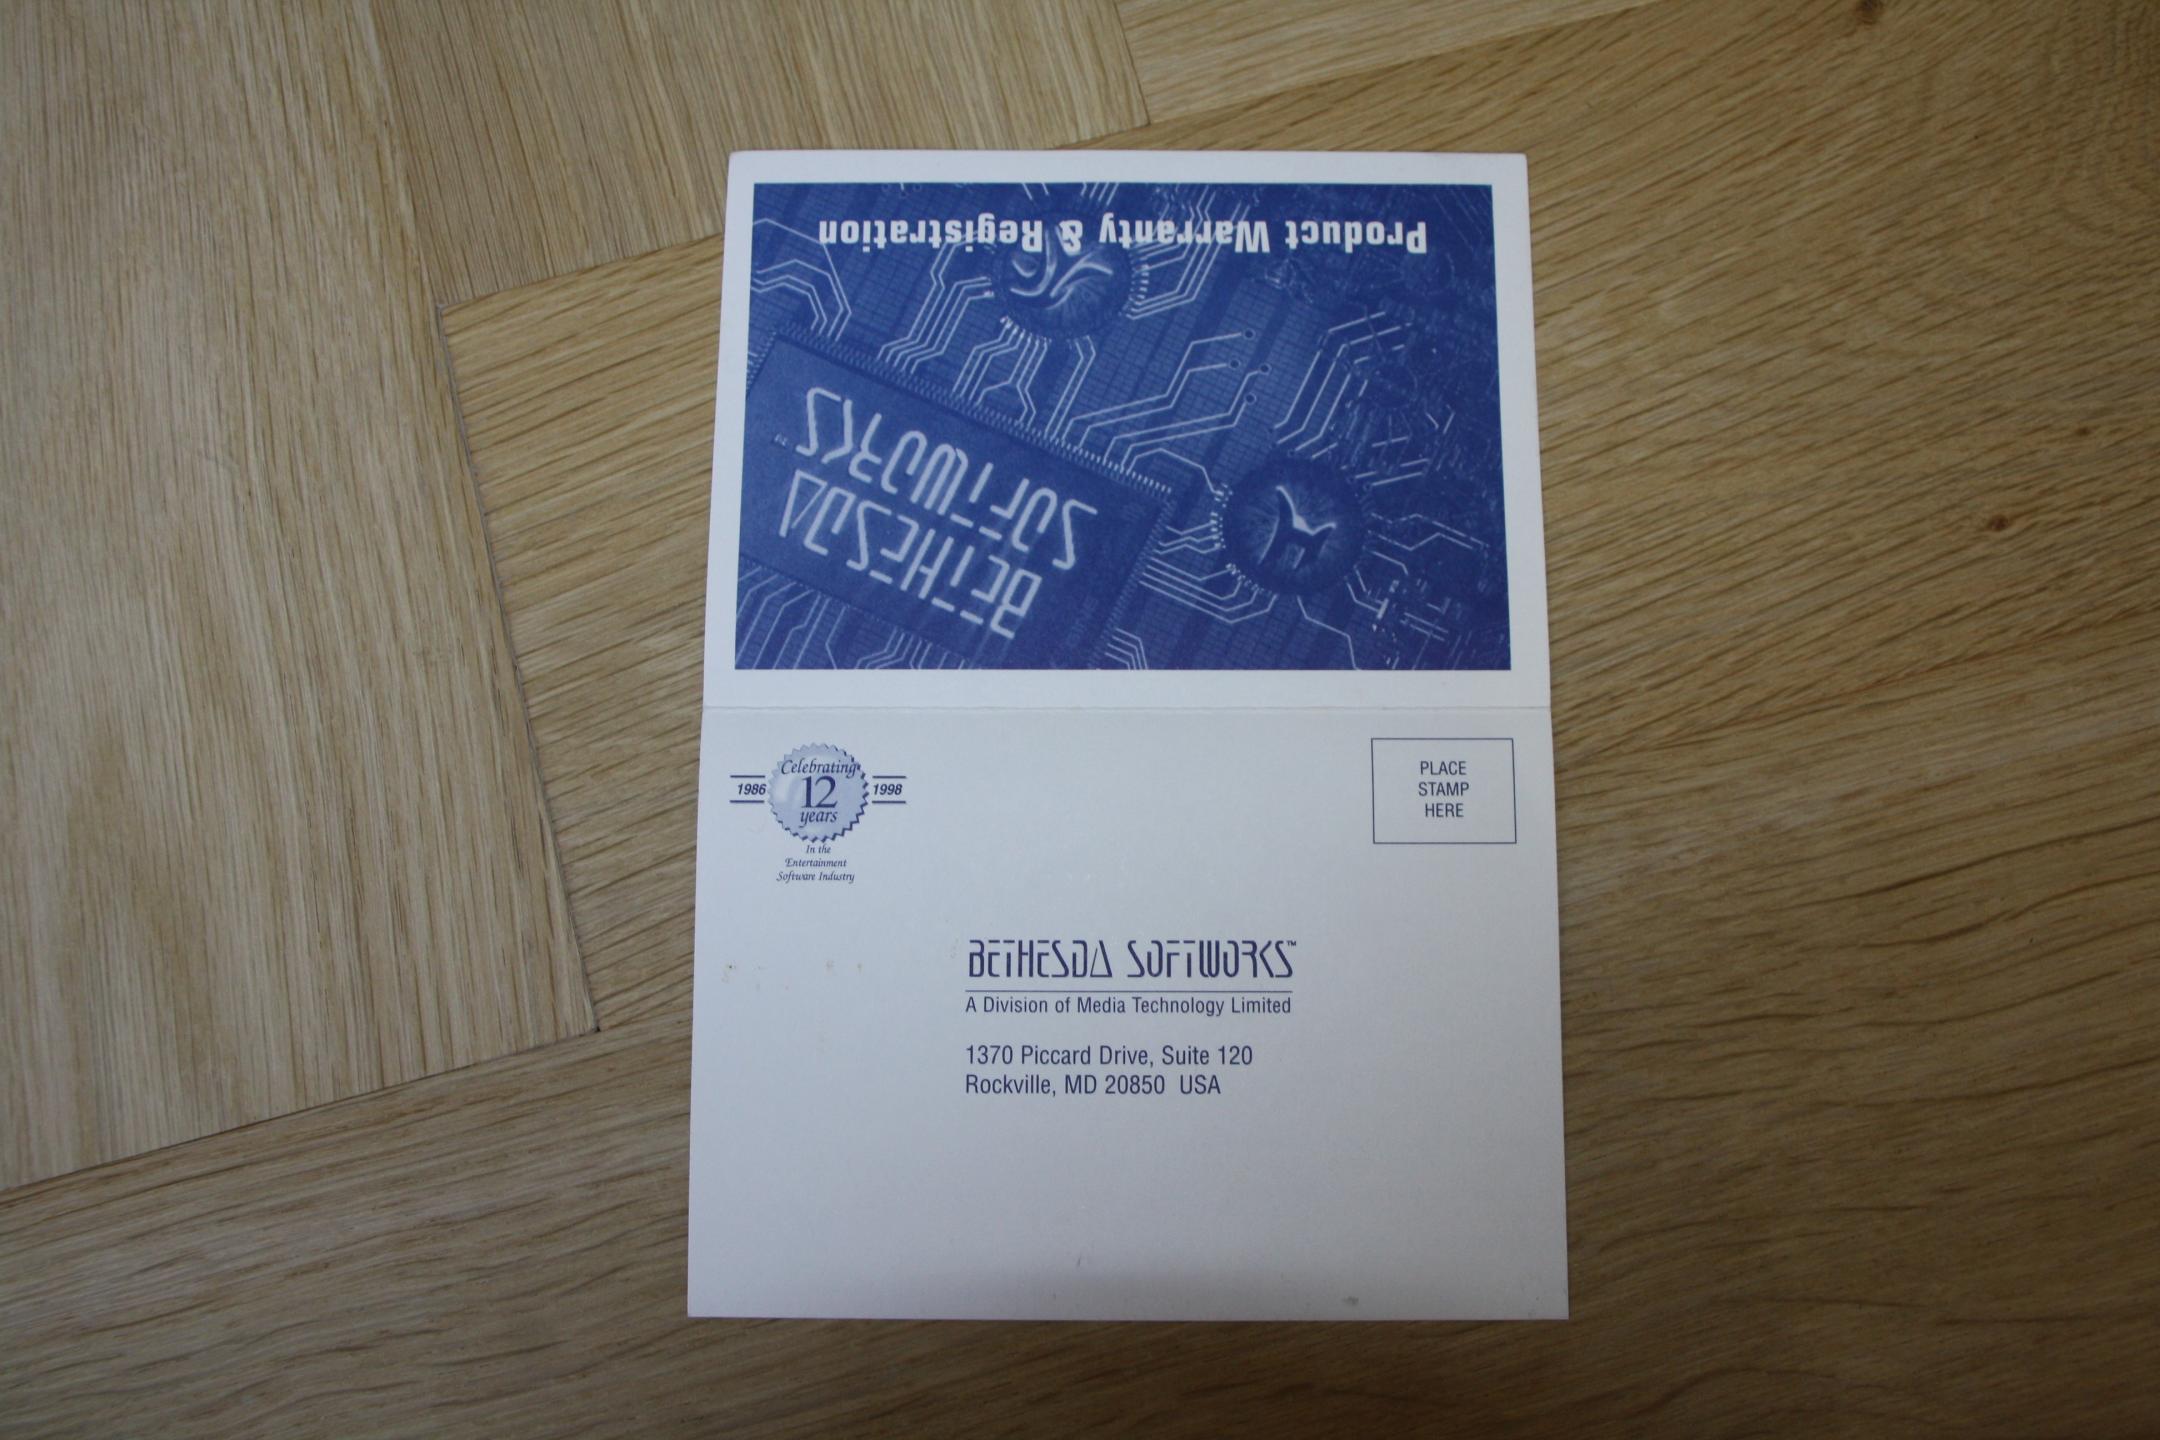 Product Warranty & Registration
BETHESDA
SOFTWORKS™
Celebrating
12
years
1986
1998
In the
Entertainment
Software Industry
PLACE
STAMP
HERE
BETHESDA SOFTWORKS™
A Division of Media Technology Limited
1370 Piccard Drive, Suite 120
Rockville, MD 20850 USA